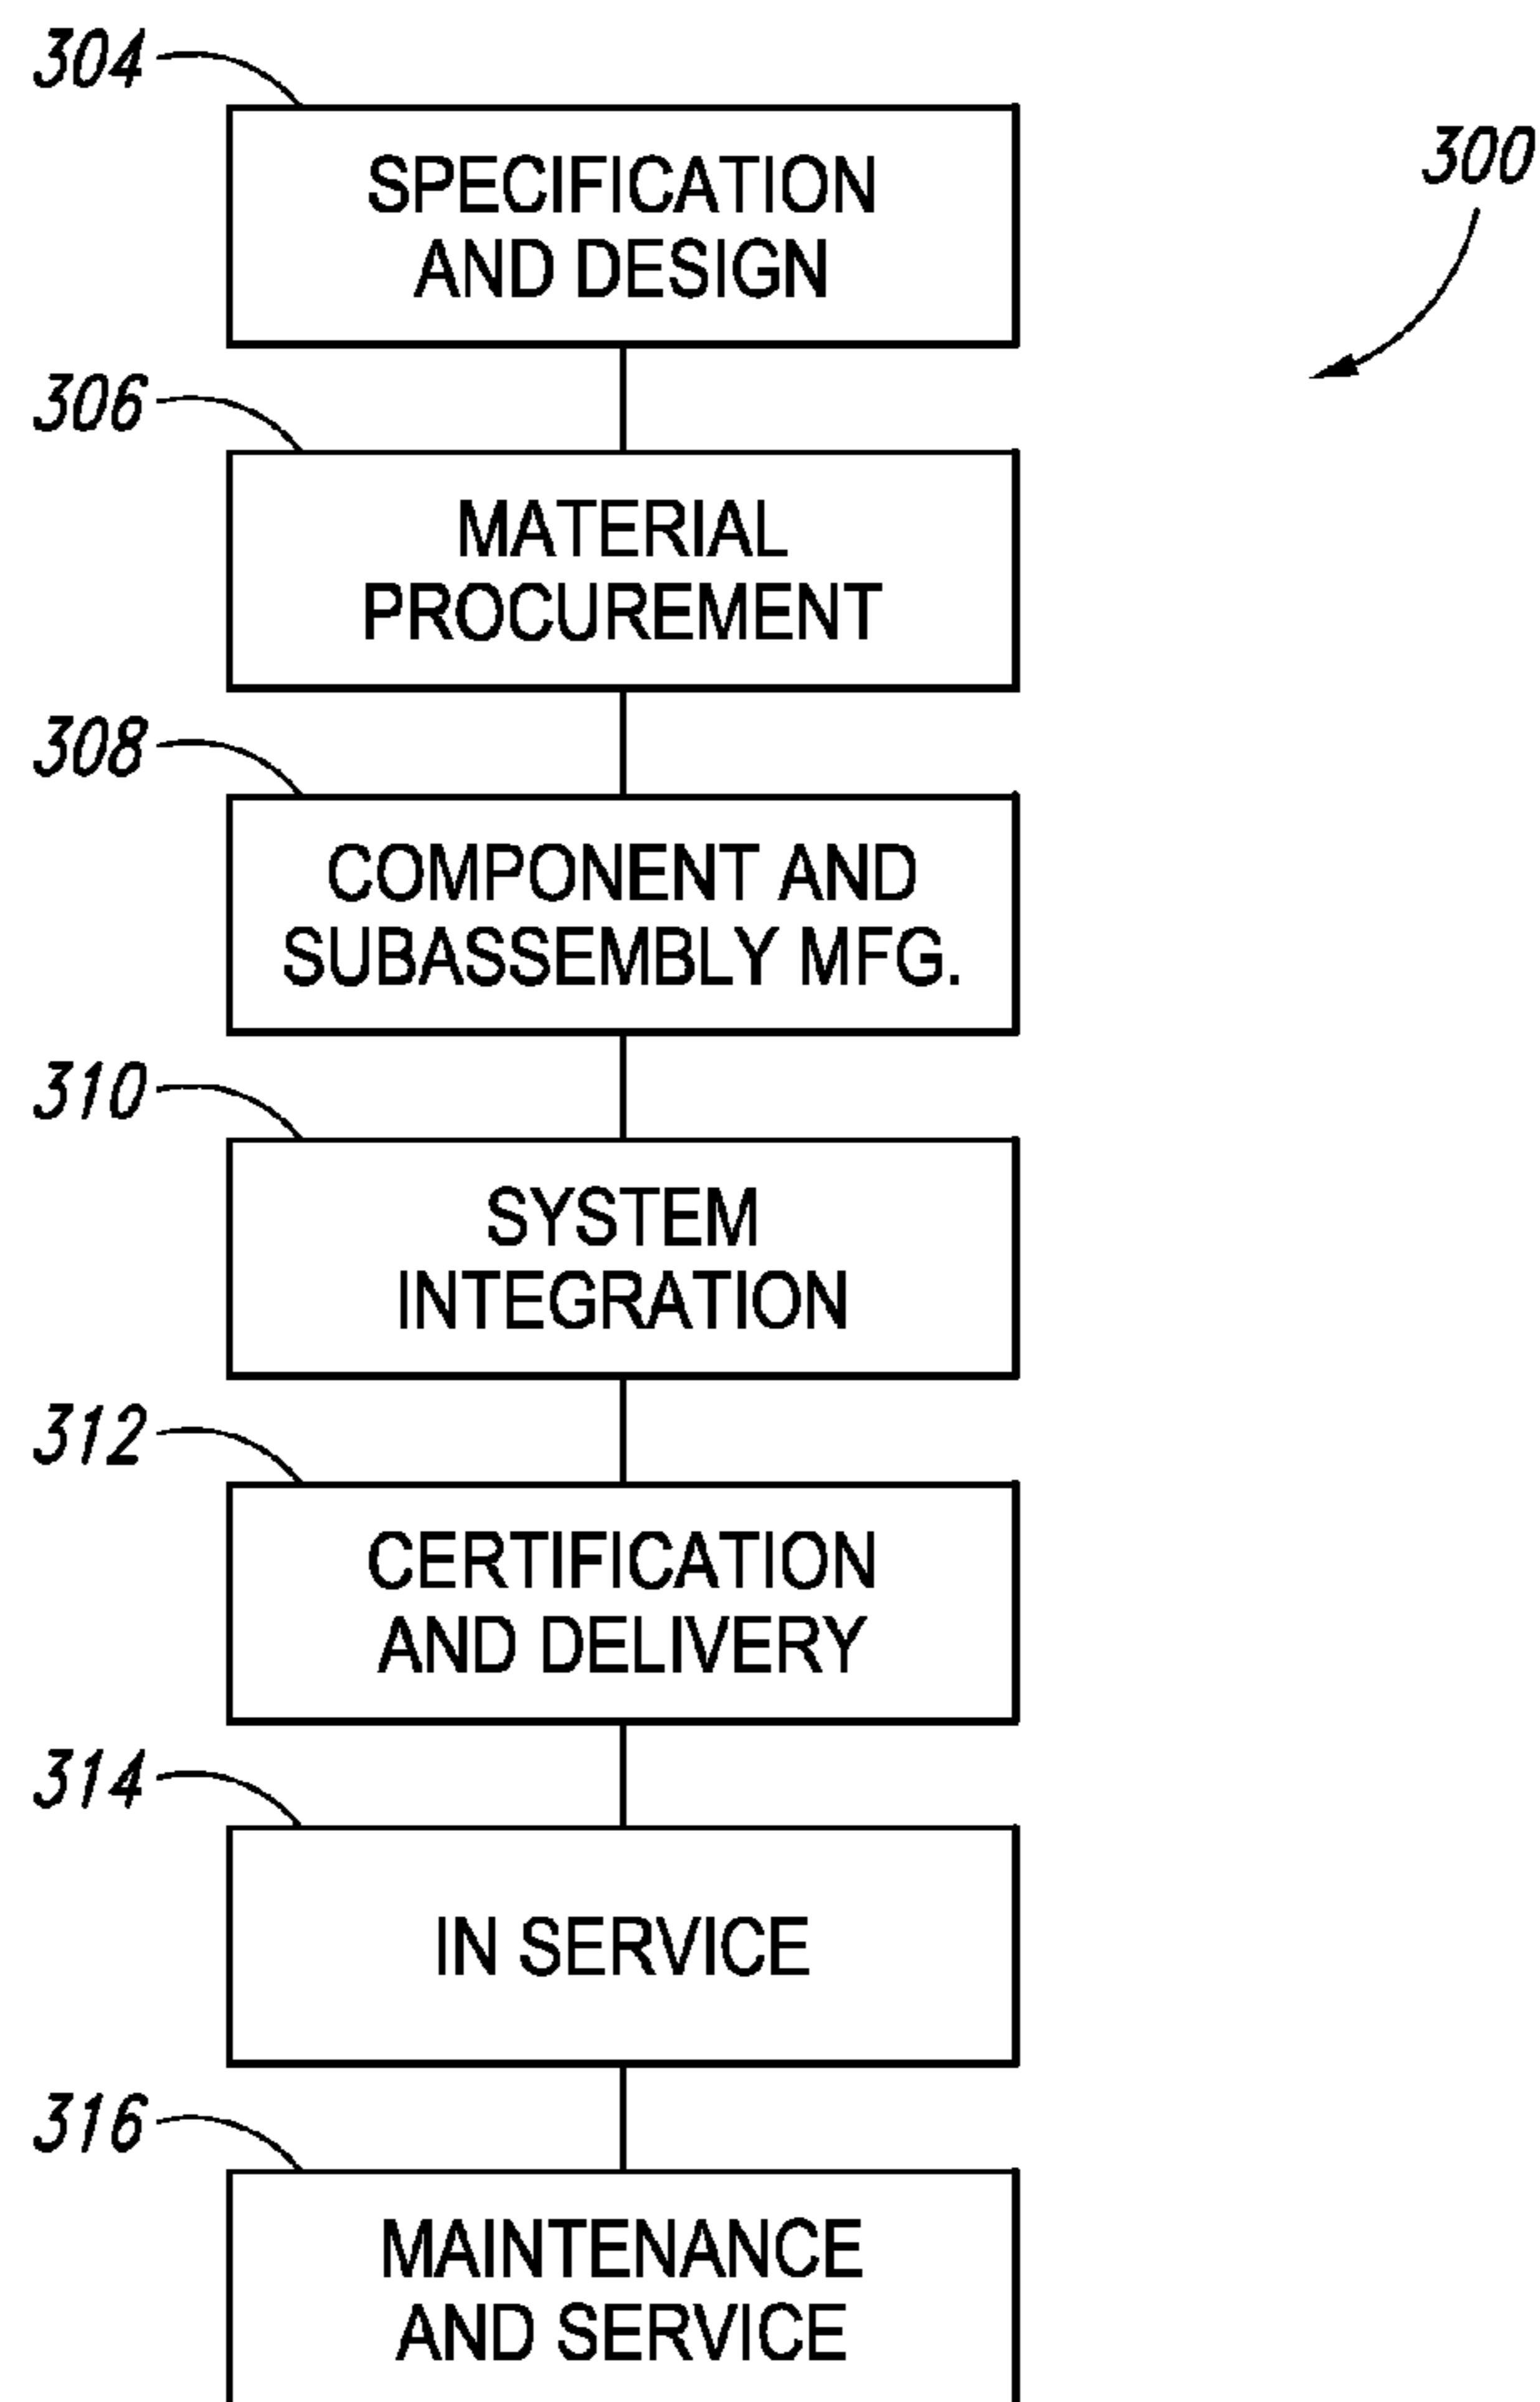 304
SPECIFICATION
AND DESIGN
300
306
MATERIAL
PROCUREMENT
308
COMPONENT AND
SUBASSEMBLY MFG.
310
SYSTEM
INTEGRATION
312
CERTIFICATION
AND DELIVERY
314
IN SERVICE
316
MAINTENANCE
AND SERVICE